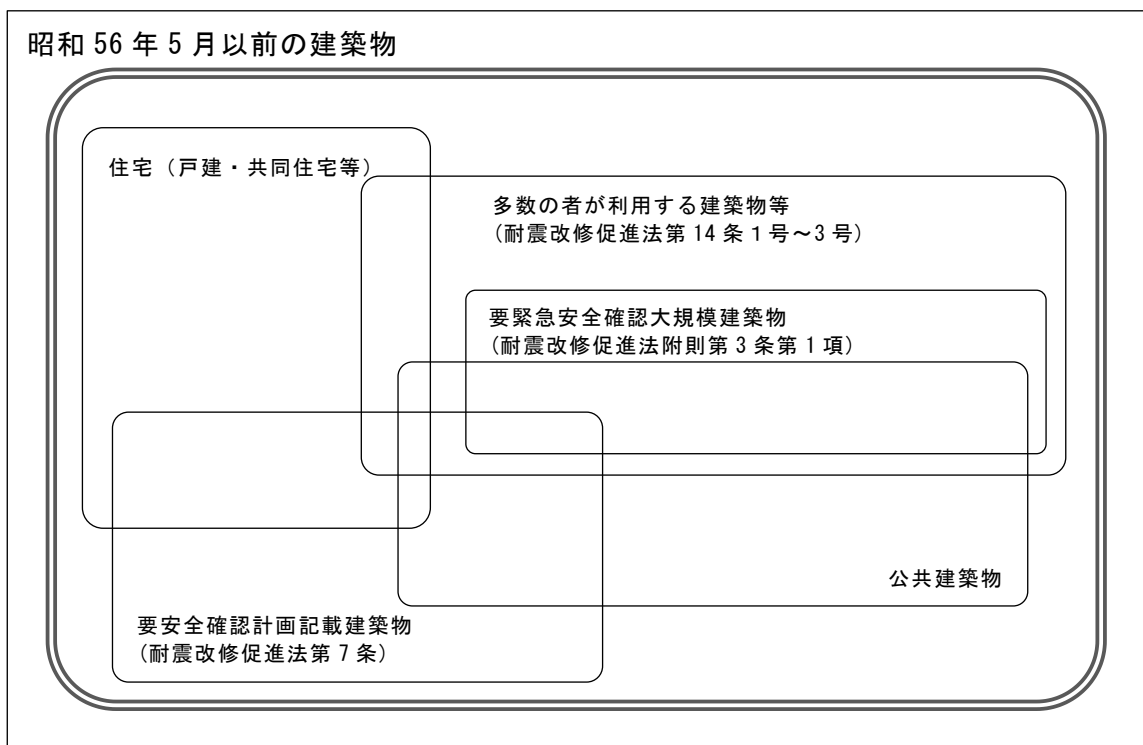 昭和 56 年 5 月以前の建築物
住宅（戸建・共同住宅等）
多数の者が利用する建築物等
(耐震改修促進法第 14 条 1 号～3 号)
要緊急安全確認大規模建築物
(耐震改修促進法附則第 3 条第 1 項)
公共建築物
要安全確認計画記載建築物
(耐震改修促進法第 7 条)